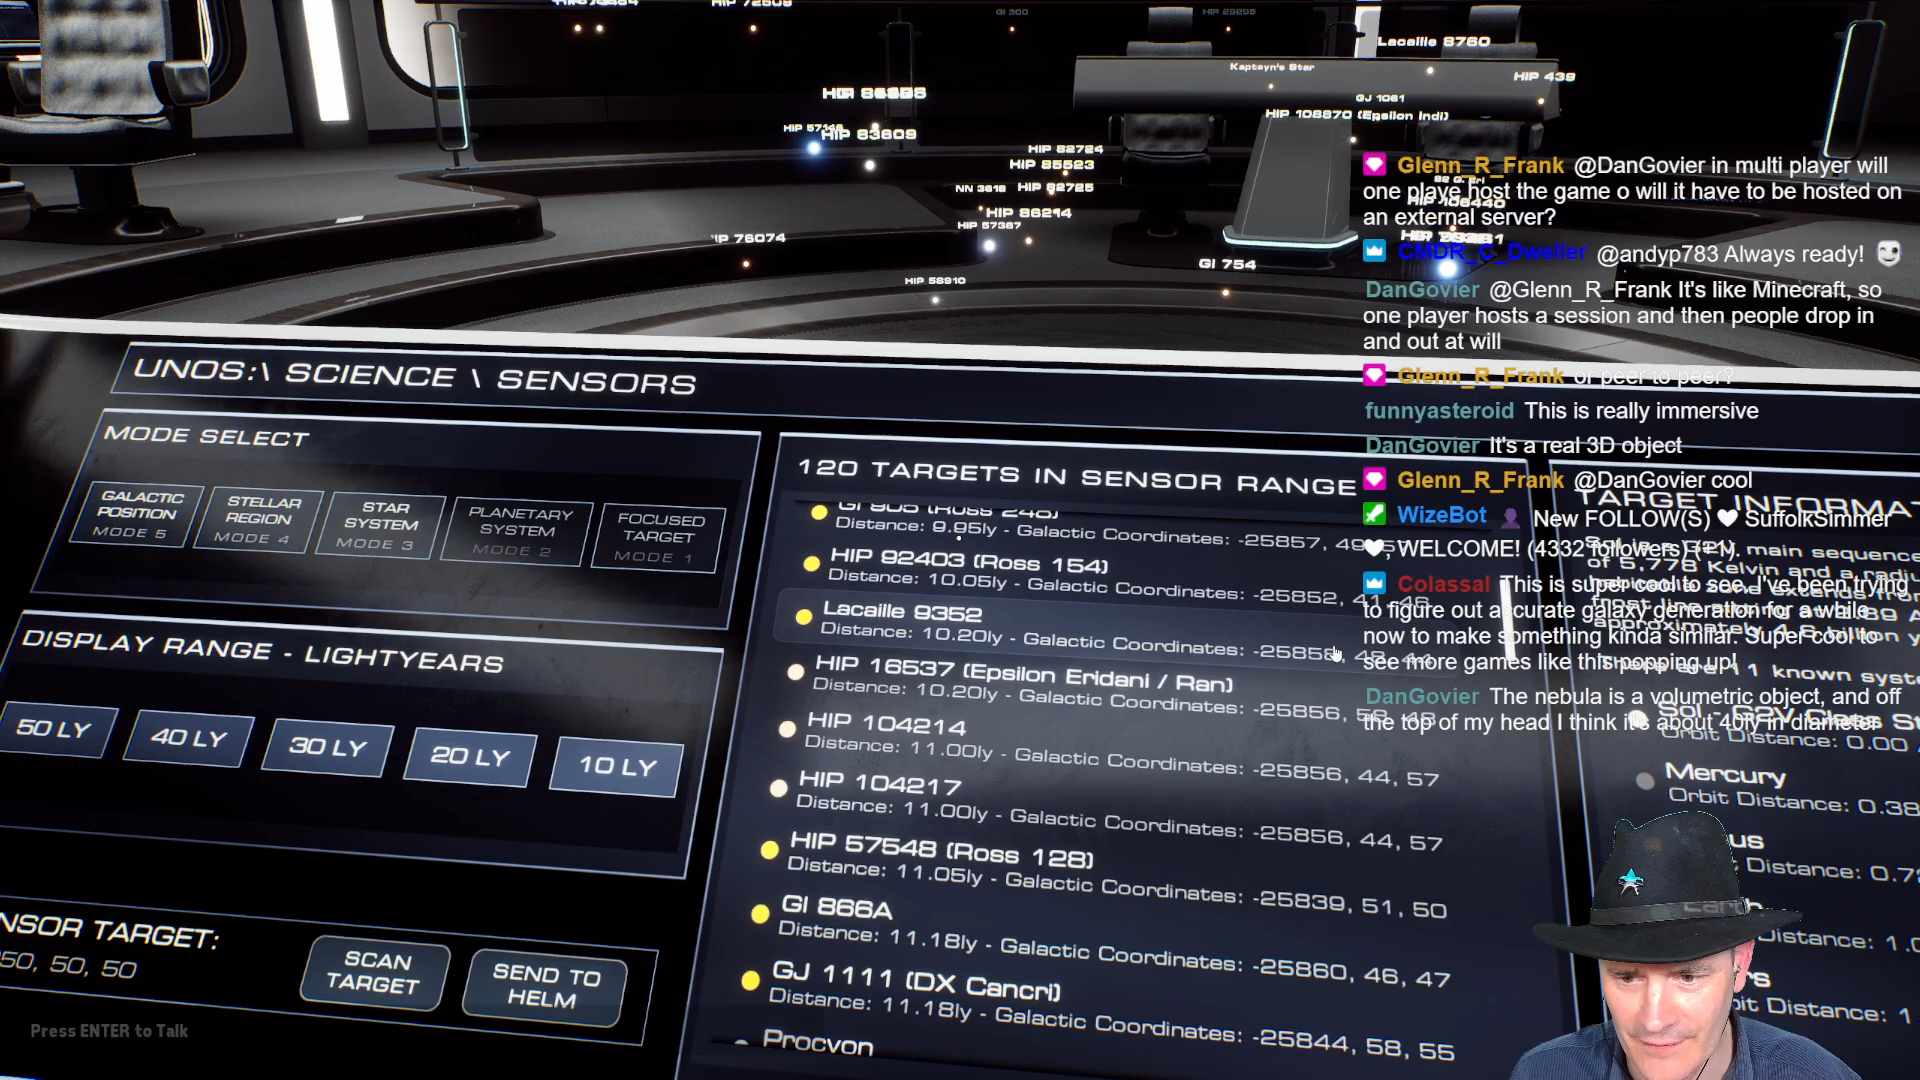 HIP 72509
GI 300
HIP 29295
Lacaille 8760
Kapteyn's Star
HIP 439
GJ 1061
HIP 108870 (Epsilon Indi)
HIP 83609
HIP 82724
HIP 85523
NN 3618
HIP 82725
HIP 86214
HIP 57367
HIP 76074
GI 754
HIP 58910
UNOS:\ SCIENCE \ SENSORS
MODE SELECT
GALACTIC POSITION
MODE 5
STELLAR REGION
MODE 4
STAR SYSTEM
MODE 3
PLANETARY SYSTEM
MODE 2
FOCUSED TARGET
MODE 1
DISPLAY RANGE - LIGHTYEARS
50 LY
40 LY
30 LY
20 LY
10 LY
50, 50, 50
SCAN TARGET
SEND TO HELM
Press ENTER to Talk
120 TARGETS IN SENSOR RANGE
Distance: 9.95ly - Galactic Coordinates: -25857,
HIP 92403 (Ross 154)
Distance: 10.05ly - Galactic Coordinates: -25852,
Lacaille 9352
Distance: 10.20ly - Galactic Coordinates:
HIP 16537 (Epsilon Eridani / Ran)
Distance: 10.20ly - Galactic Coordinates: -25856,
HIP 104214
Distance: 11.00ly - Galactic Coordinates: -25856, 44, 57
HIP 104217
Distance: 11.00ly - Galactic Coordinates: -25856, 44, 57
HIP 57548 (Ross 128)
Distance: 11.05ly - Galactic Coordinates: -25839, 51, 50
GI 866A
Distance: 11.18ly - Galactic Coordinates: -25860, 46, 47
GJ 1111 (DX Cancri)
Distance: 11.18ly - Galactic Coordinates: -25844, 58, 55
Procyon
Mercury
Orbit Distance: 0.38
Glenn_R_Frank @DanGovier in multi player will
one playe host the game o will it have to be hosted on
an external server?
CMDR_C_Dweller @andyp783 Always ready!
DanGovier @Glenn_R_Frank It's like Minecraft, so
one player hosts a session and then people drop in
and out at will
Glenn_R_Frank or peer to peer?
funnyasteroid This is really immersive
DanGovier It's a real 3D object
Glenn_R_Frank @DanGovier cool
WizeBot New FOLLOW(S) SuffolkSimmer
, WELCOME! (4332 followers) (+1).
Colassal This is super cool to see. I've been trying
to figure out accurate galaxy generation for a while
now to make something kinda similar. Super cool to
see more games like this popping up!
DanGovier The nebula is a volumetric object, and off
the top of my head I think it's about 40ly in diameter